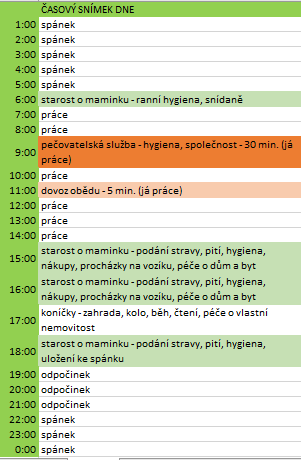 ČASOVÝ SNÍMEK DNE
1:00 spánek
2:00 spánek
3:00 spánek
4:00 spánek
5:00 spánek
6:00 starost o maminku - ranní hygiena, snídaně
7:00 práce
8:00 práce
9:00 pečovatelská služba - hygiena, společnost - 30 min. (já
práce)
10:00 práce
11:00 dovoz obědu - 5 min. (já práce)
12:00 práce
13:00 práce
14:00 práce
15:00 starost o maminku - podání stravy, pití, hygiena,
nákupy, procházky na vozíku, péče o dům a byt
16:00 starost o maminku - podání stravy, pití, hygiena,
nákupy, procházky na vozíku, péče o dům a byt
17:00 koníčky - zahrada, kolo, běh, čtení, péče o vlastní
nemovitost
18:00 starost o maminku - podání stravy, pití, hygiena,
uložení ke spánku
19:00 odpočinek
20:00 odpočinek
21:00 odpočinek
22:00 spánek
23:00 spánek
0:00 spánek